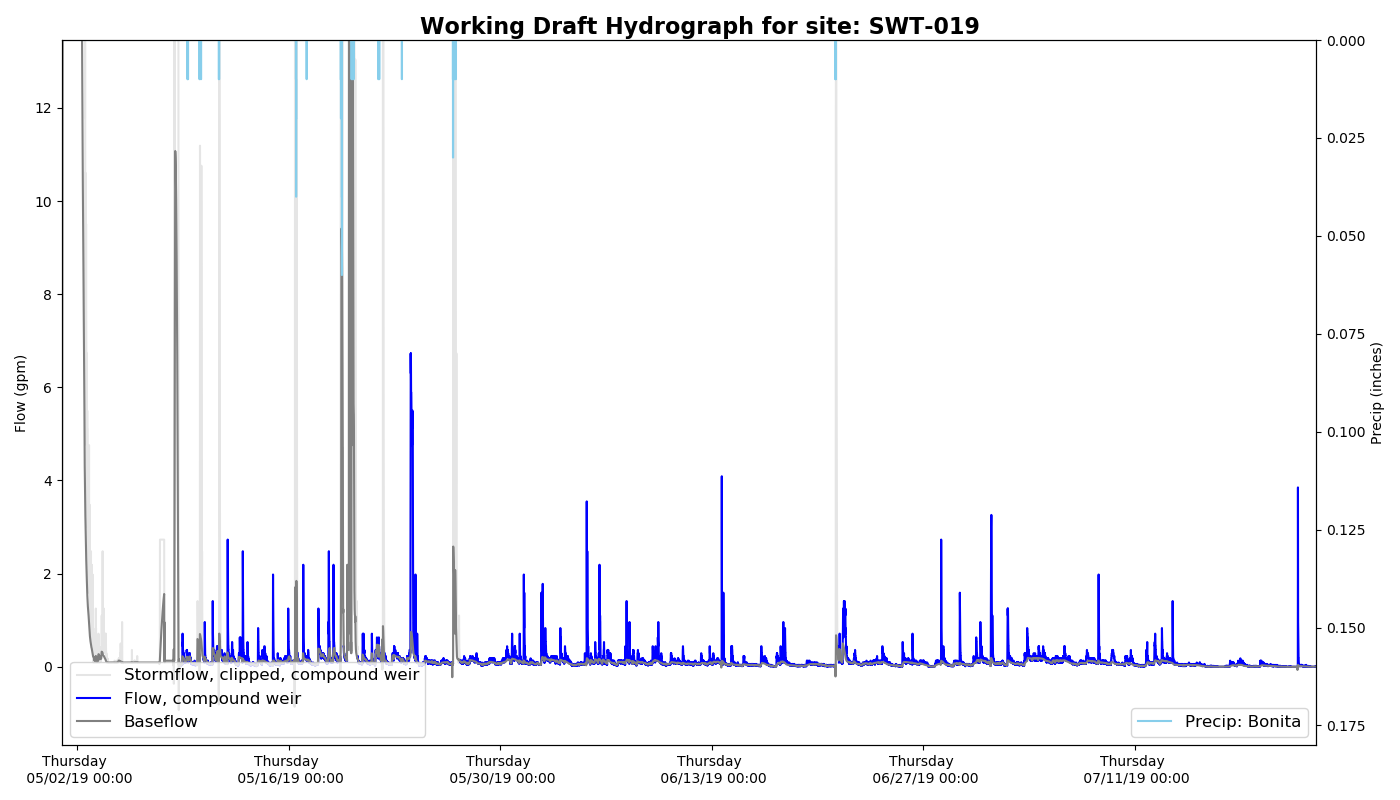 Working Draft Hydrograph for site: SWT-019
Flow (gpm)
12
10
8
6
4
2
0
0.000
0.025
0.050
0.075
0.100
0.125
0.150
0.175
Precip (inches)
Stormflow, clipped, compound weir
Flow, compound weir
Baseflow
Precip: Bonita
Thursday
05/02/19 00:00
Thursday
05/16/19 00:00
Thursday
05/30/19 00:00
Thursday
06/13/19 00:00
Thursday
06/27/19 00:00
Thursday
07/11/19 00:00